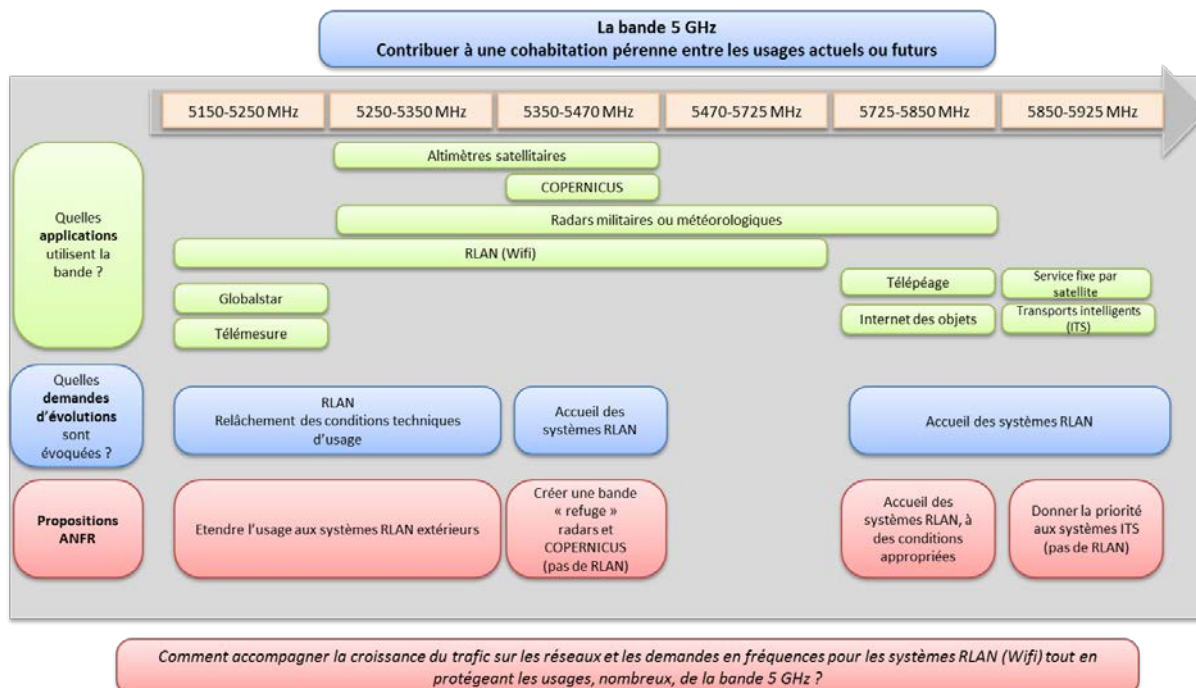 La bande 5 GHz
Contribuer à une cohabitation pérenne entre les usages actuels ou futurs
5150-5250 MHz
5250-5350 MHz
5350-5470 MHz
5470-5725 MHz
5725-5850 MHz
5850-5925 MHz
Quelles
applications
utilisent la
bande ?
Altimètres satellitaires
COPERNICUS
Radars militaires ou météorologiques
RLAN (Wifi)
Globalstar
Télémesure
Télépéage
Internet des objets
Service fixe par
satellite
Transports intelligents
(ITS)
Quelles
demandes
d'évolutions
sont
évoquées ?
RLAN
Relâchement des conditions techniques
d'usage
Accueil des
systèmes RLAN
Accueil des systèmes RLAN
Propositions
ANFR
Etendre l'usage aux systèmes RLAN extérieurs
Créer une bande
« refuge »
radars et
COPERNICUS
(pas de RLAN)
Accueil des
systèmes RLAN, à
des conditions
appropriées
Donner la priorité
aux systèmes ITS
(pas de RLAN)
Comment accompagner la croissance du trafic sur les réseaux et les demandes en fréquences pour les systèmes RLAN (Wifi) tout en
protégeant les usages, nombreux, de la bande 5 GHz ?